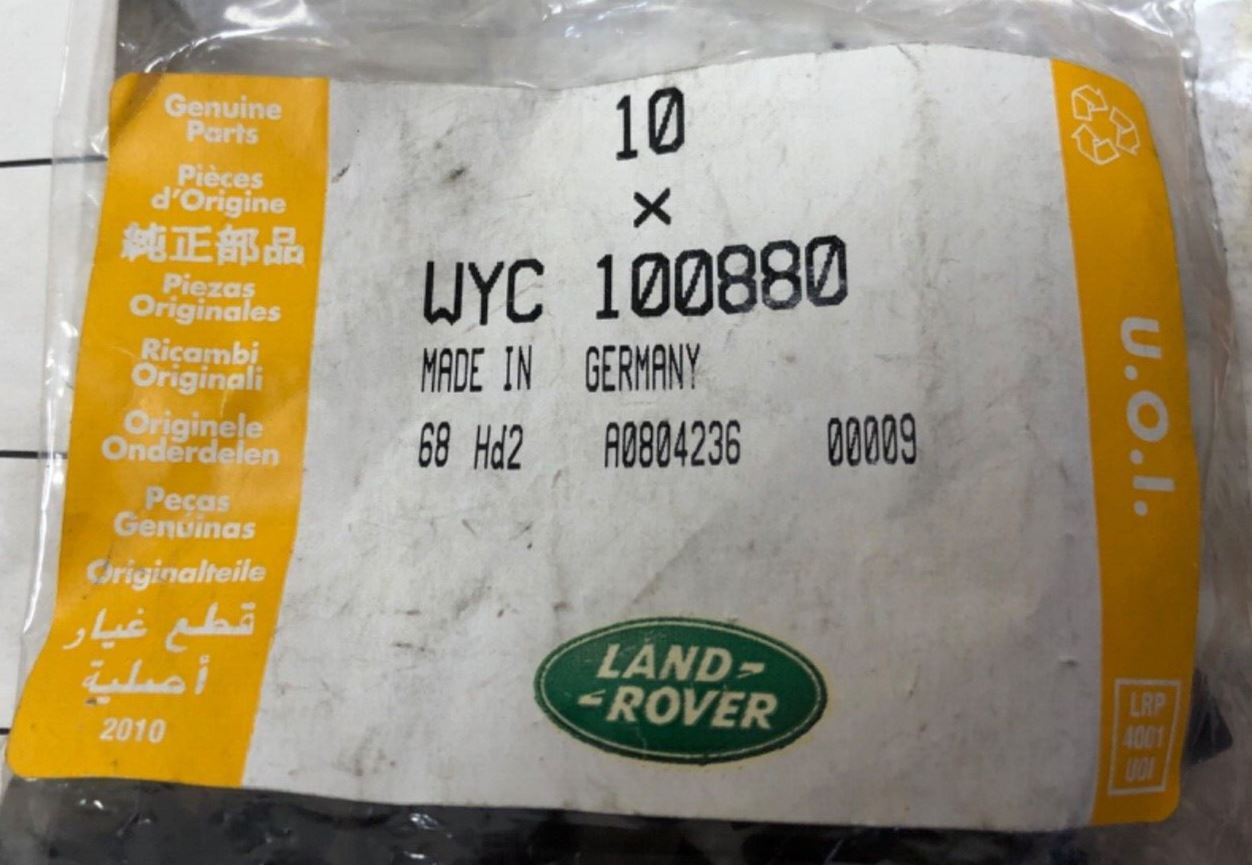 Genuine
Parts
Pièces
d'Origine
純正部品
Piezas
Originales
Ricambi
Originali
Originele
Onderdelen
Peças
Genuínas
Originalteile
قطع غيار
أصلية
2010
10
×
WYC 100880
MADE IN GERMANY
68 Hd2 A0804236 00009
LAND-
-ROVER
u.o.l.
LRP
4001
UOI